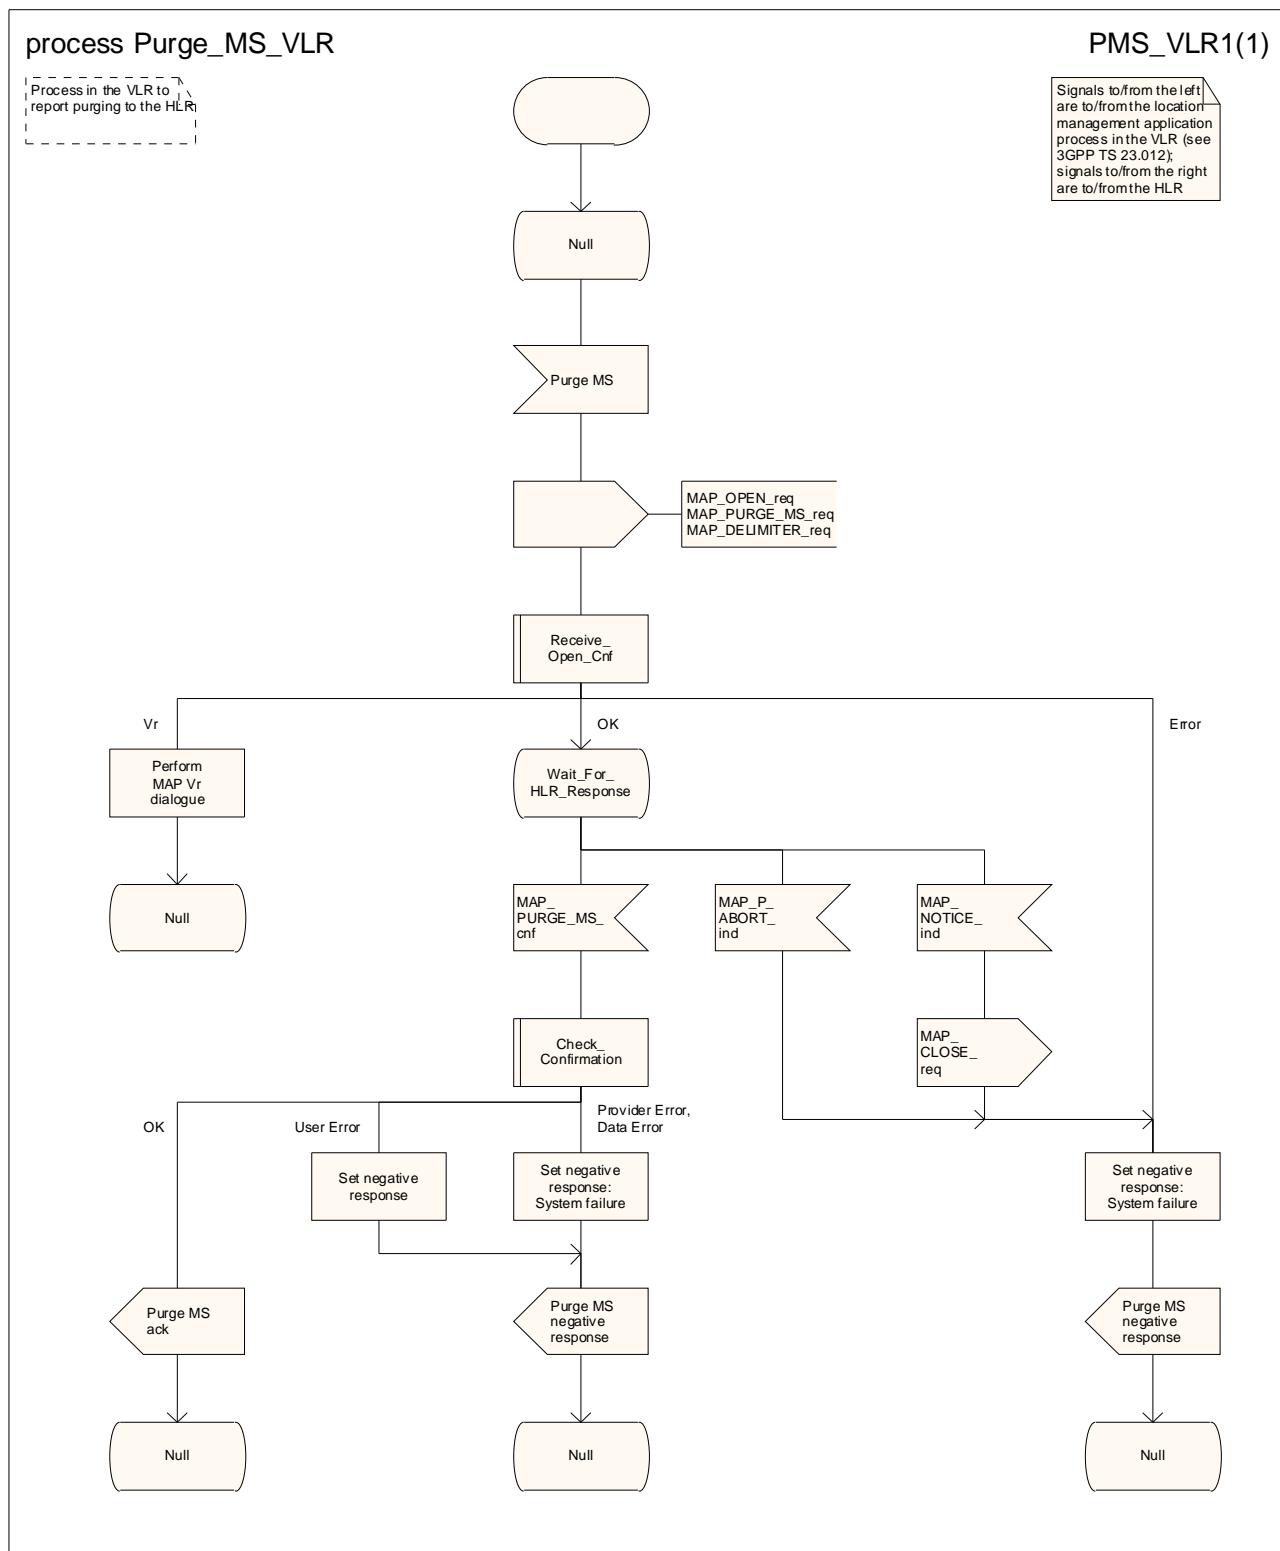 process Purge_MS_VLR
PMS_VLR1(1)
Process in the VLR to
report purging to the HLR
Signals to/from the left
are to/from the location
management application
process in the VLR (see
3GPP TS 23.012);
signals to/from the right
are to/from the HLR
Null
Purge MS
MAP_OPEN_req
MAP_PURGE_MS_req
MAP_DELIMITER_req
Receive_
Open_Cnf
Vr
OK
Error
Perform
MAP Vr
dialogue
Wait_For_
HLR_Response
Null
MAP_
PURGE_MS_
cnf
MAP_P_
ABORT_
ind
MAP_
NOTICE_
ind
Check_
Confirmation
MAP_
CLOSE_
req
OK
User Error
Provider Error,
Data Error
Set negative
response
Set negative
response:
System failure
Set negative
response:
System failure
Purge MS
ack
Purge MS
negative
response
Purge MS
negative
response
Null
Null
Null